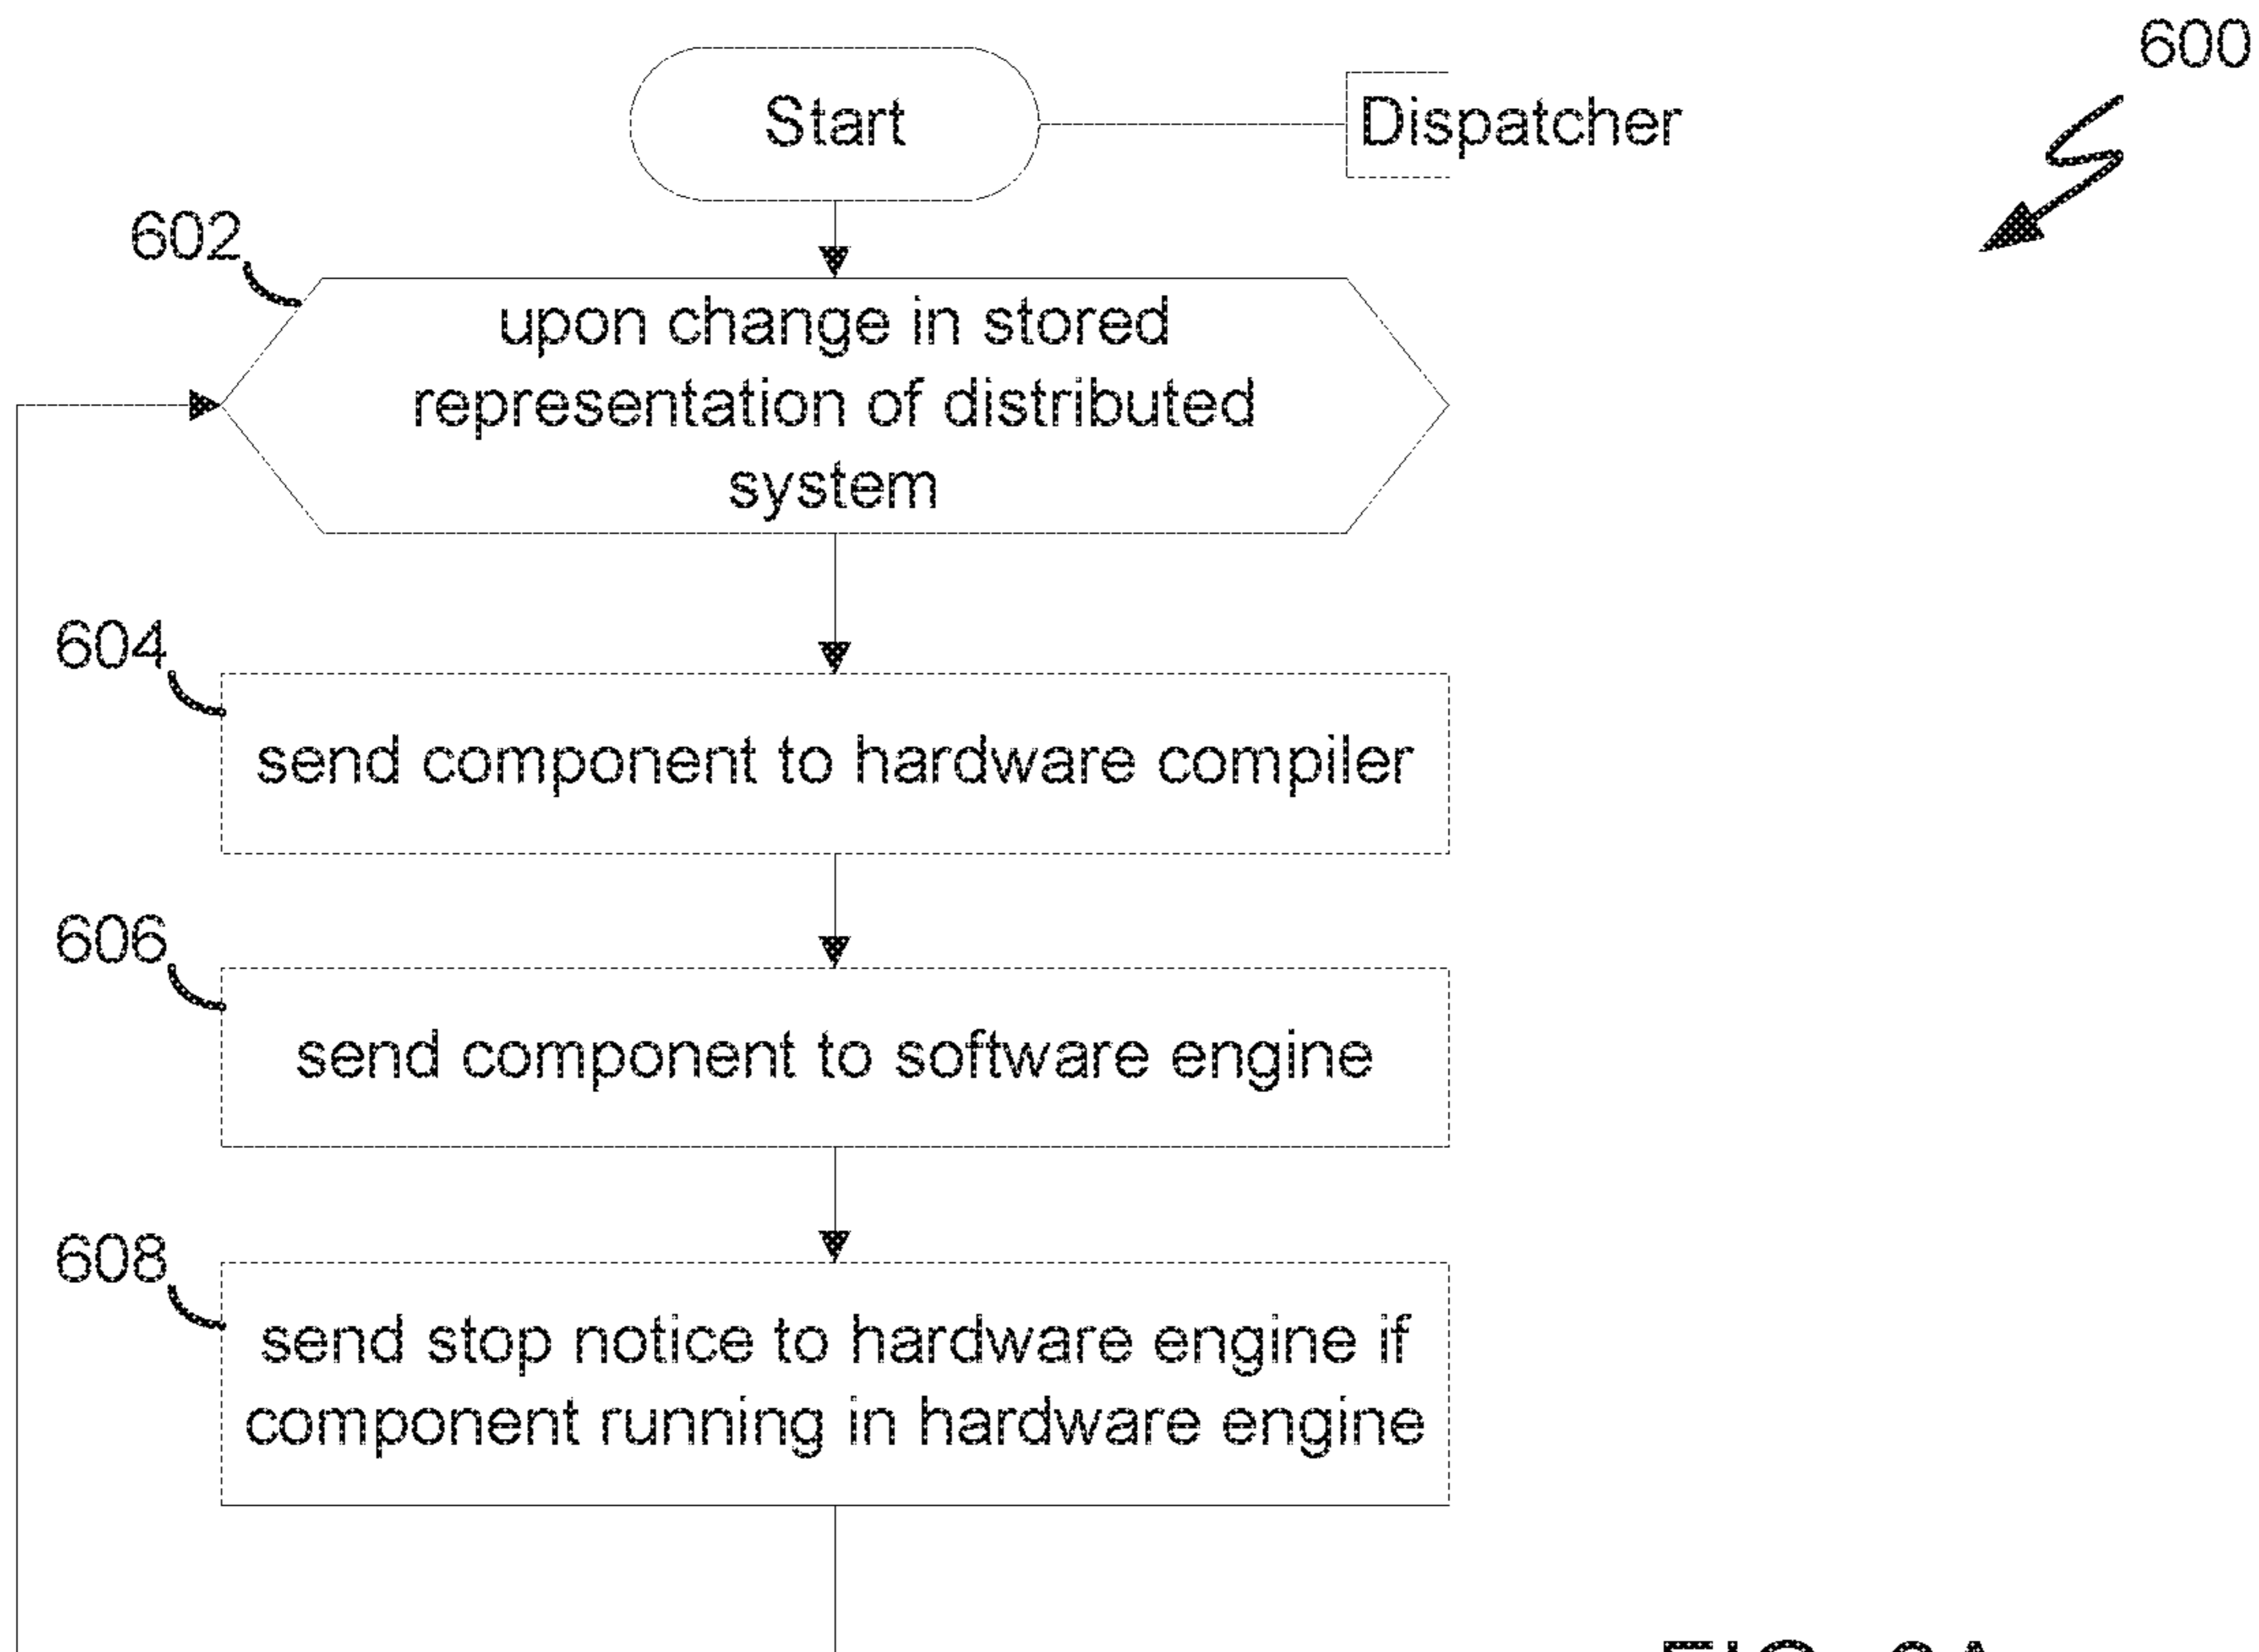 600
Start
Dispatcher
602
upon change in stored
representation of distributed
system
604
send component to hardware compiler
606
send component to software engine
608
send stop notice to hardware engine if
component running in hardware engine